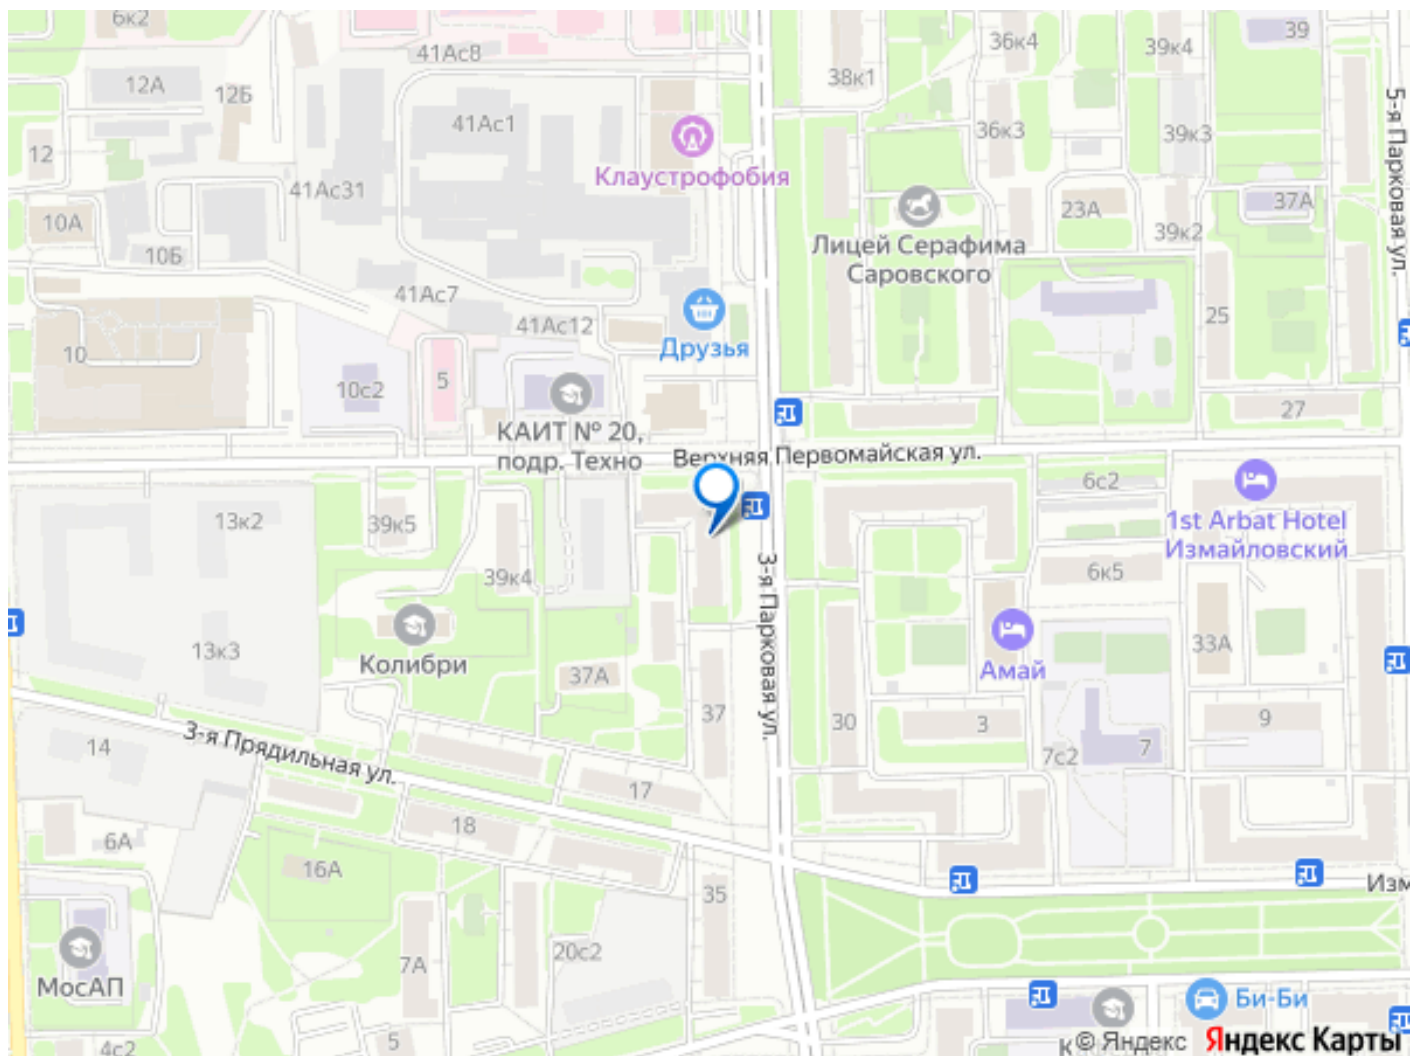 6к2
41Ас8
36к4
39к4
39
12А
12Б
38к1
5-я Парковая ул.
41Ас1
36к3
39к3
12
Клаустрофобия
41Ас31
23А
37А
10А
39к2
10Б
Лицей Серафима
Саровского
41Ас7
41Ас12
25
Друзья
10
10с2
5
27
КАИТ № 20,
подр. Техно
Верхняя Первомайская ул.
6с2
13к2
39к5
1st Arbat Hotel
Измайловский
39к4
6к5
3-я Парковая ул.
13к3
Колибри
37А
33А
Амай
37
30
3
9
14
3-я Прядильная ул.
7с2
7
17
18
6А
16А
35
Изм
20с2
7А
МосАП
Би-Би
5
4с2
К
© Яндекс
Яндекс Карты